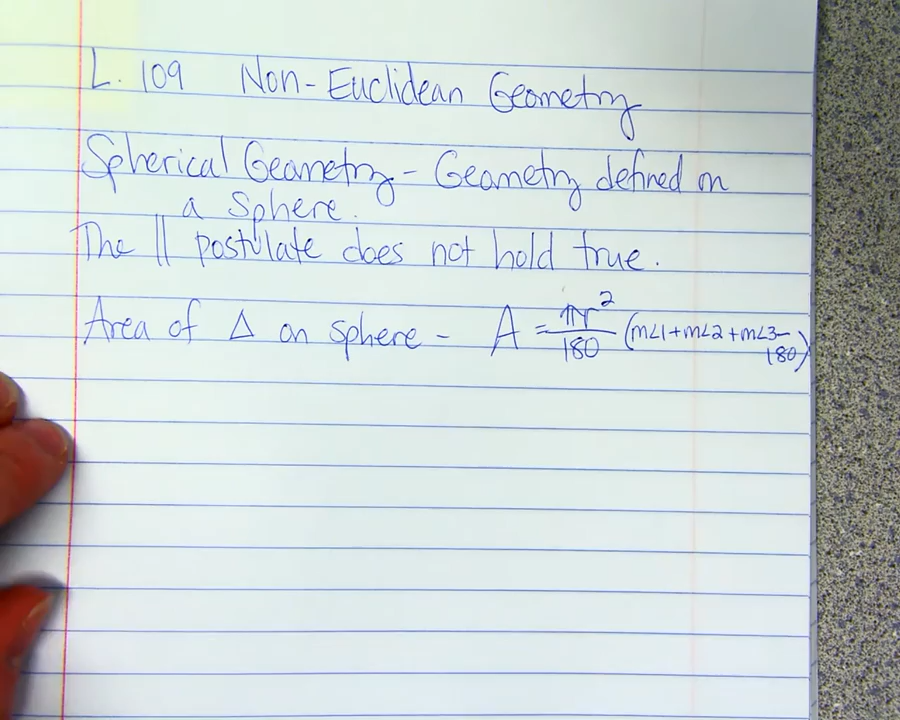 L. 109 Non-Euclidean Geometry
Spherical Geometry - Geometry defined on
a Sphere.
The || postulate does not hold true.
Area of Δ on sphere - A = πr²/180 (m∠1+m∠2+m∠3-
180)